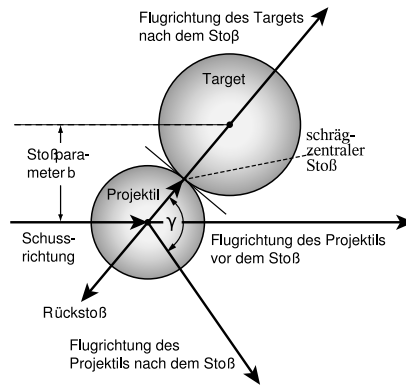 Flugrichtung des Targets
nach dem Stoß
Target
schräg-
zentraler
Stoß
Stoßpara-
meter b
Projektil
γ
Schuss-
richtung
Flugrichtung des Projektils
vor dem Stoß
Rückstoß
Flugrichtung des
Projektils nach dem Stoß